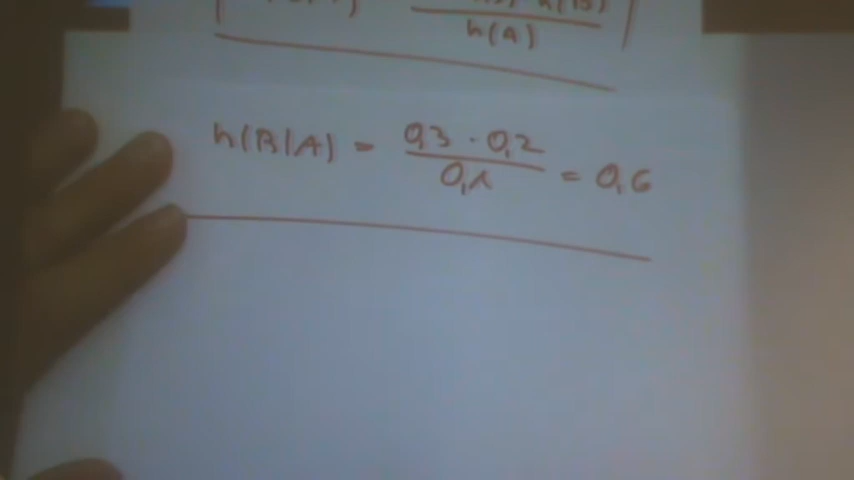 h(A)
h(B|A) = 0,3 · 0,2 / 0,1 = 0,6